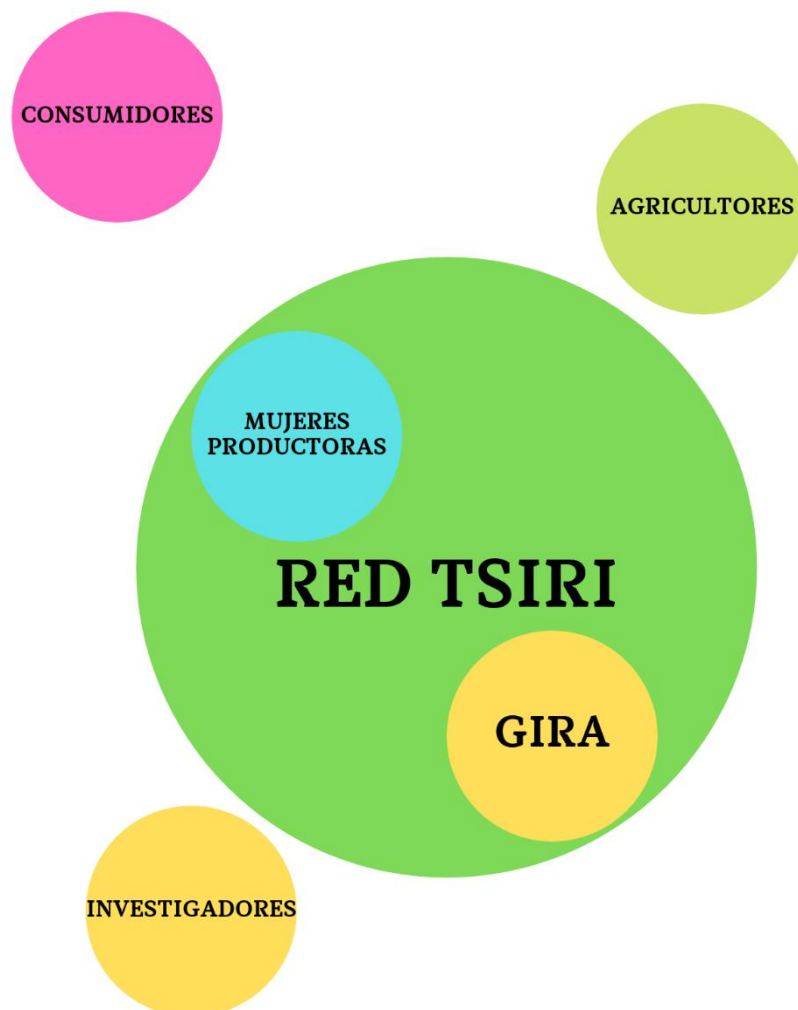 CONSUMIDORES
AGRICULTORES
MUJERES
PRODUCTORAS
RED TSIRI
GIRA
INVESTIGADORES